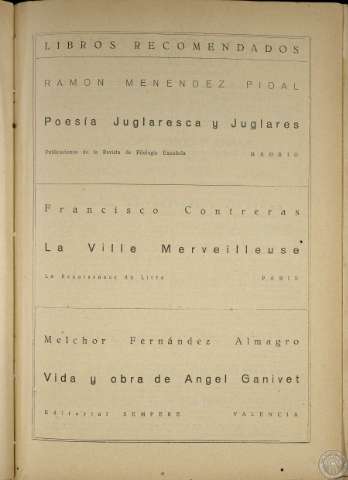 LIBROS RECOMENDADOS
RAMON MENENDEZ PIDAL
Poesía Juglaresca y Juglares
Publicaciones de la Revista de Filología Española MADRID
Francisco Contreras
La Ville Merveilleuse
La Renaissance du Livre PARIS
Melchor Fernández Almagro
Vida y obra de Angel Ganivet
Editorial SEMPERE VALENCIA